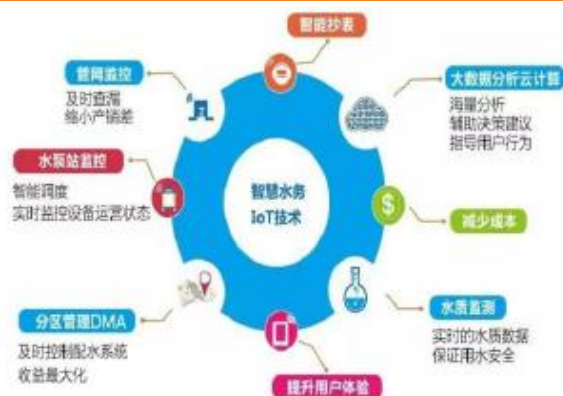 智能抄表
管网监控
及时查漏
缩小产销差
大数据分析云计算
海量分析
辅助决策建议
指导用户行为
水泵站监控
智能调度
实时监控设备运营状态
智慧水务
IoT技术
$
减少成本
分区管理DMA
及时控制配水系统
收益最大化
水质监测
实时的水质数据
保证用水安全
提升用户体验